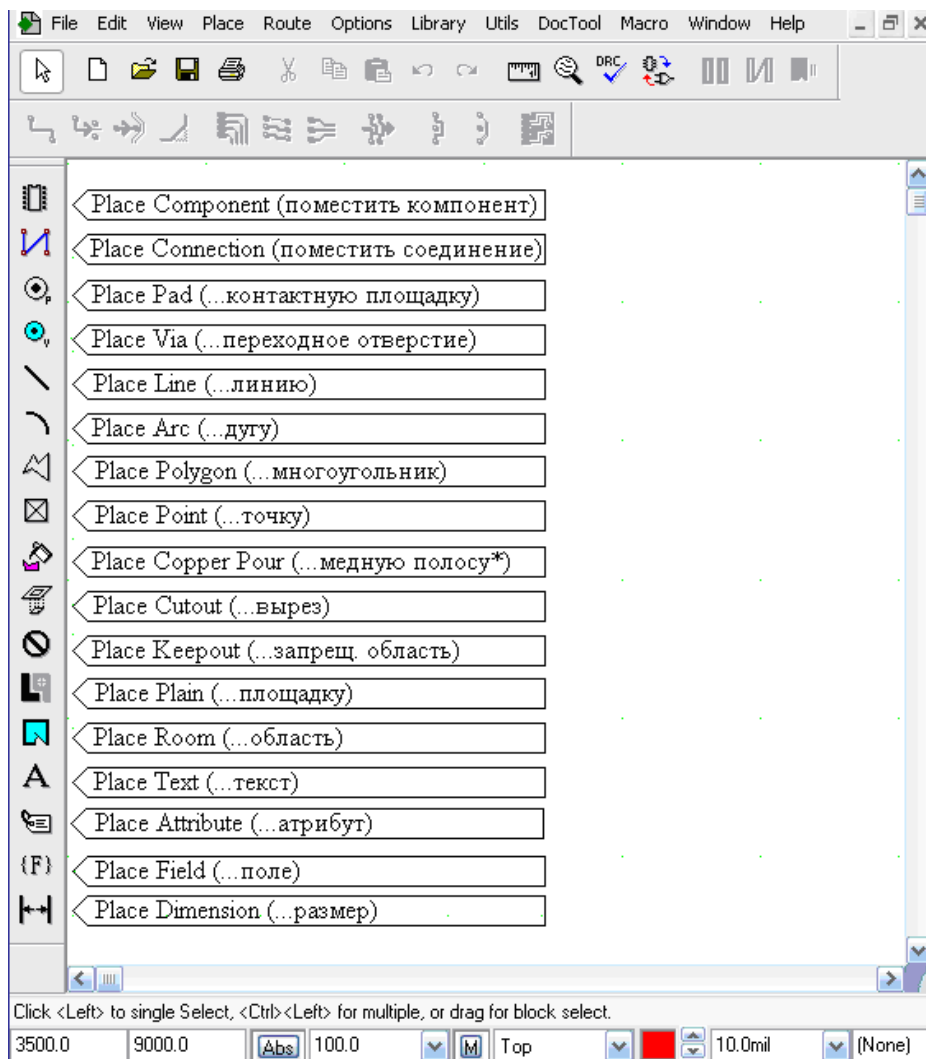 File Edit View Place Route Options Library Utils DocTool Macro Window Help
DRC
Place Component (поместить компонент)
Place Connection (поместить соединение)
Place Pad (...контактную площадку)
Place Via (...переходное отверстие)
Place Line (...линию)
Place Arc (...дугу)
Place Polygon (...многоугольник)
Place Point (...точку)
Place Copper Pour (...медную полосу*)
Place Cutout (...вырез)
Place Keepout (...запрещ. область)
Place Plain (...площадку)
Place Room (...область)
A Place Text (...текст)
Place Attribute (...атрибут)
{F} Place Field (...поле)
Place Dimension (...размер)
Click <Left> to single Select, <Ctrl><Left> for multiple, or drag for block select.
3500.0 9000.0 Abs 100.0 M Top 10.0mil (None)